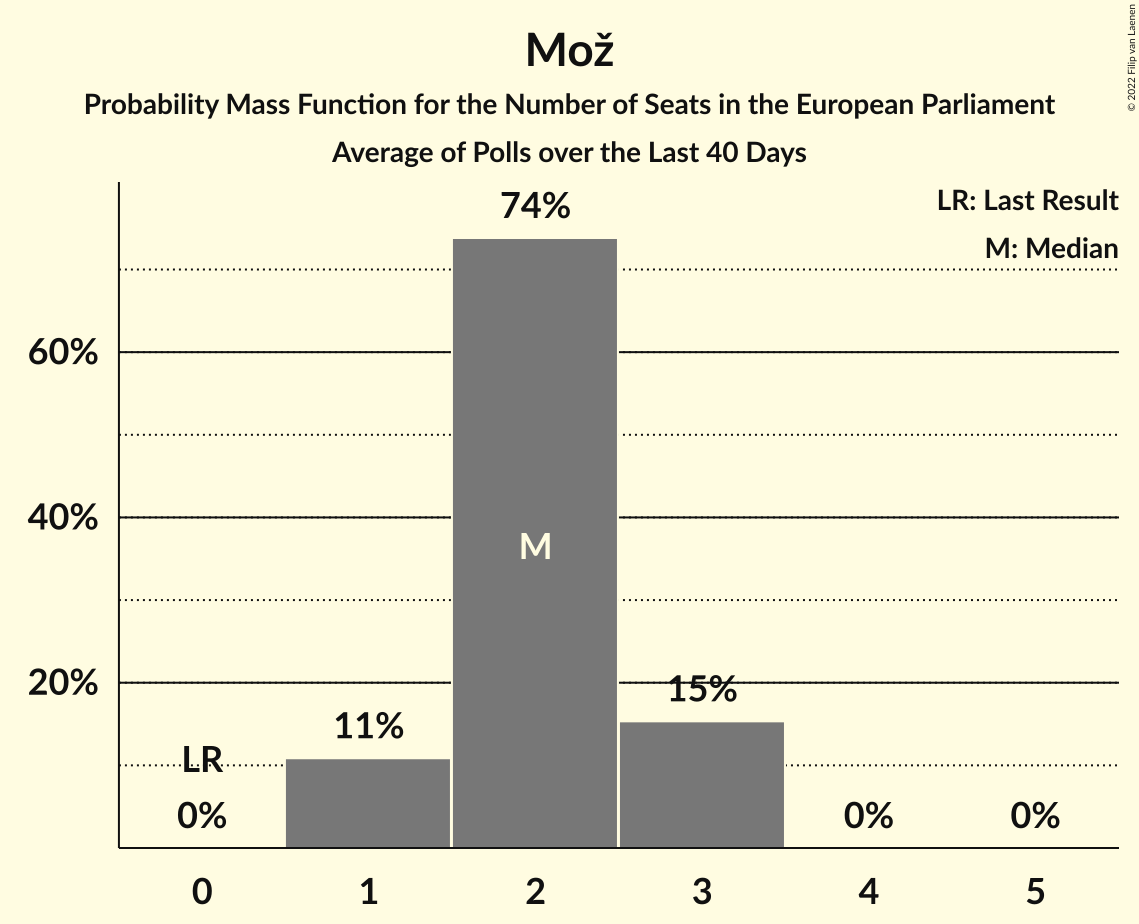 Mož
Probability Mass Function for the Number of Seats in the European Parliament
Average of Polls over the Last 40 Days
© 2022 Filip van Laenen
LR: Last Result
M: Median
74%
60%
40%
M
20%
15%
11%
LR
0%
0%
0%
0 1 2 3 4 5